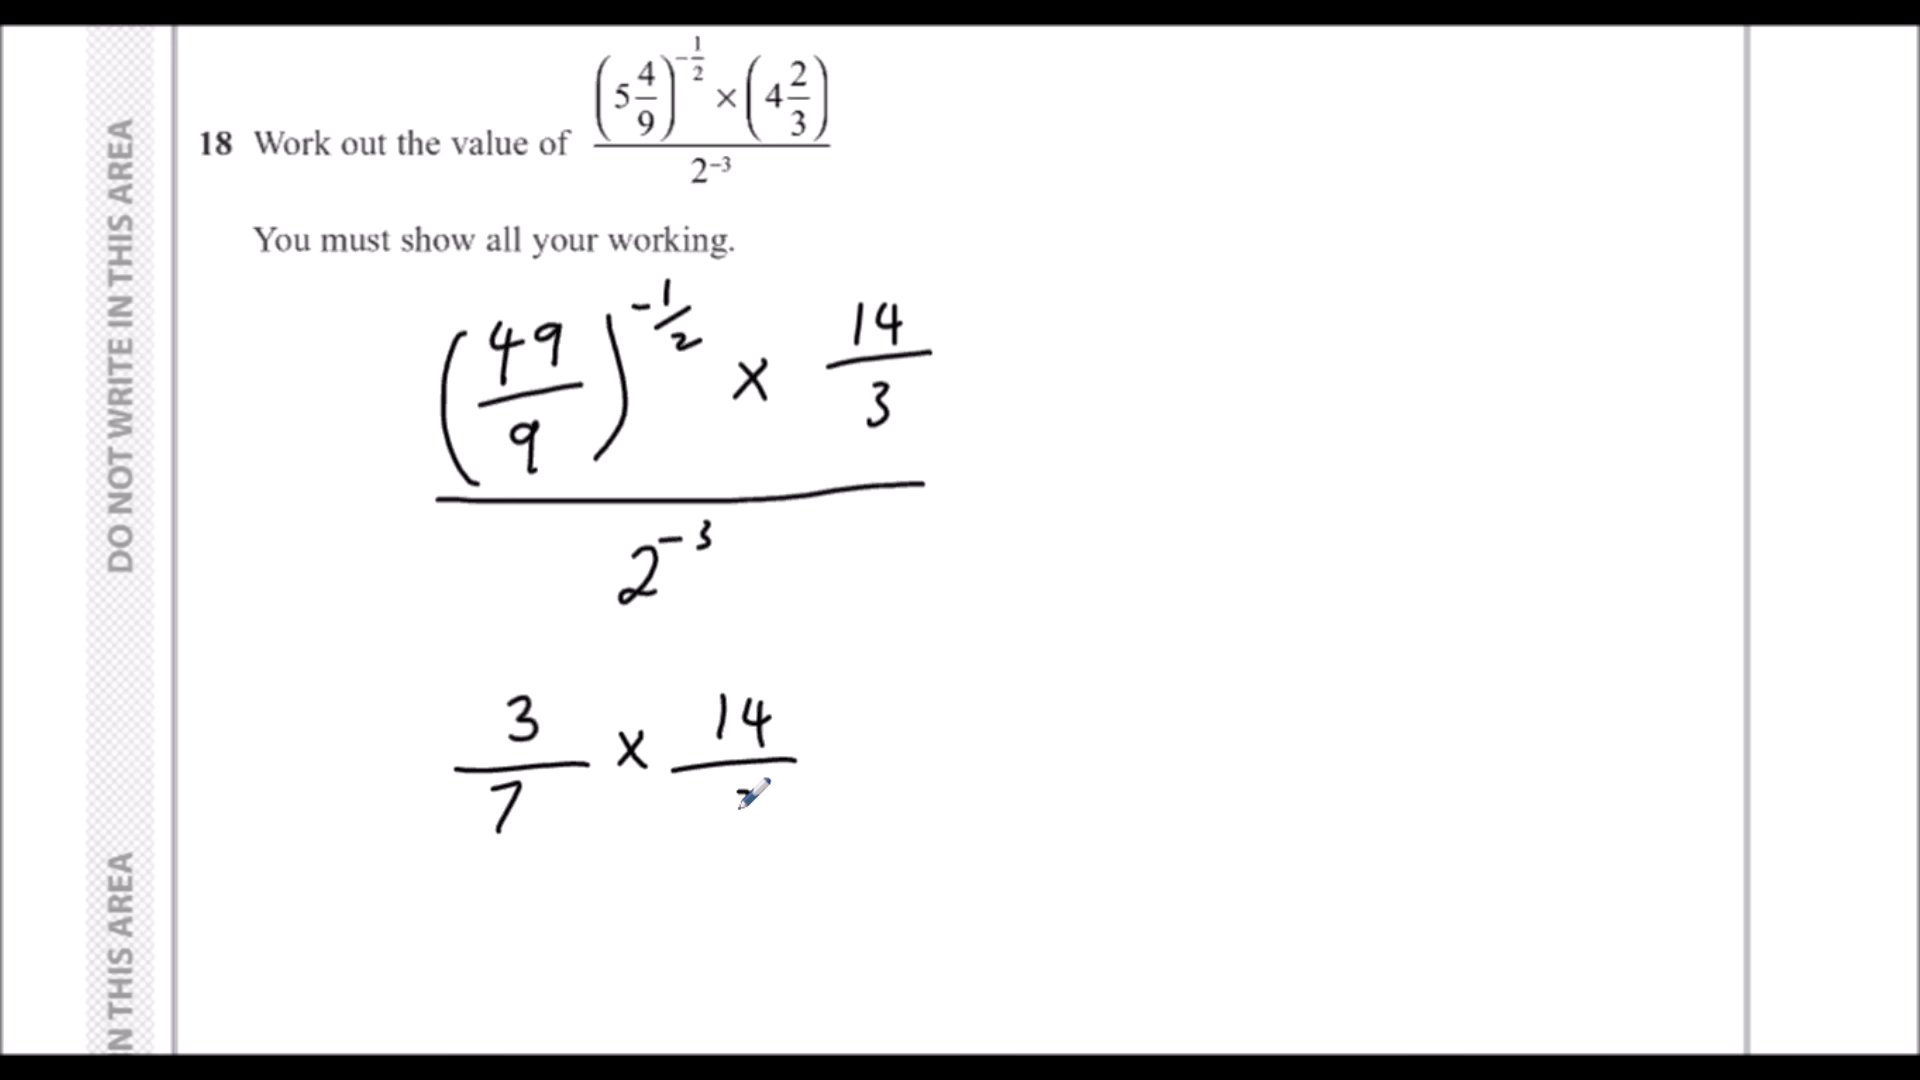 DO NOT WRITE IN THIS AREA
N THIS AREA
18 Work out the value of (5 4/9)^(-1/2) × (4 2/3)
2^(-3)
You must show all your working.
(49/9)^(-1/2) × 14/3
2^(-3)
3/7 × 14/